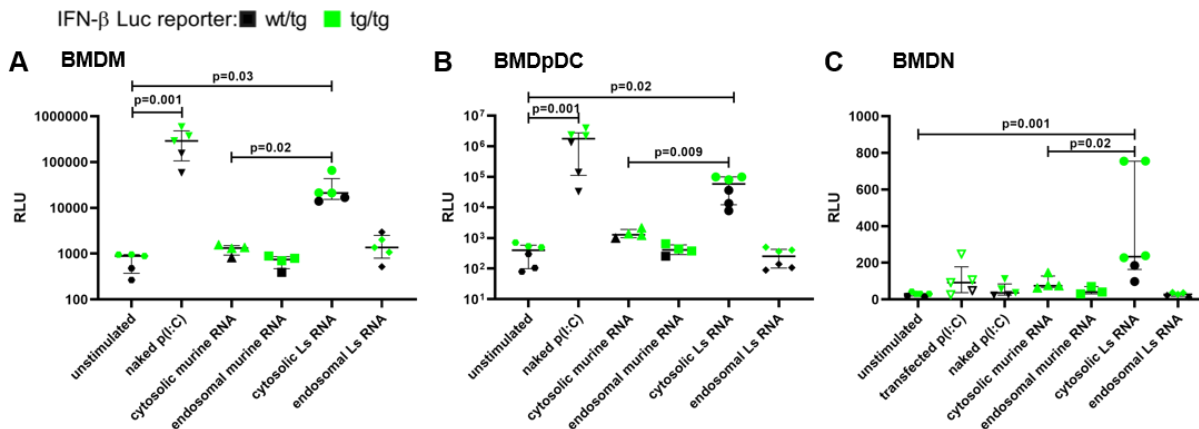 IFN-β Luc reporter: wt/tg tg/tg
A BMDM
p=0.03
p=0.001
p=0.02
1000000
100000
10000
1000
100
RLU
unstimulated
naked p(I:C)
cytosolic murine RNA
endosomal murine RNA
cytosolic Ls RNA
endosomal Ls RNA
B BMDpDC
p=0.02
p=0.001
p=0.009
10⁷
10⁶
10⁵
10⁴
10³
10²
10¹
RLU
unstimulated
naked p(I:C)
cytosolic murine RNA
endosomal murine RNA
cytosolic Ls RNA
endosomal Ls RNA
C BMDN
p=0.001
p=0.02
1000
800
600
400
200
0
RLU
unstimulated
transfected p(I:C)
naked p(I:C)
cytosolic murine RNA
endosomal murine RNA
cytosolic Ls RNA
endosomal Ls RNA